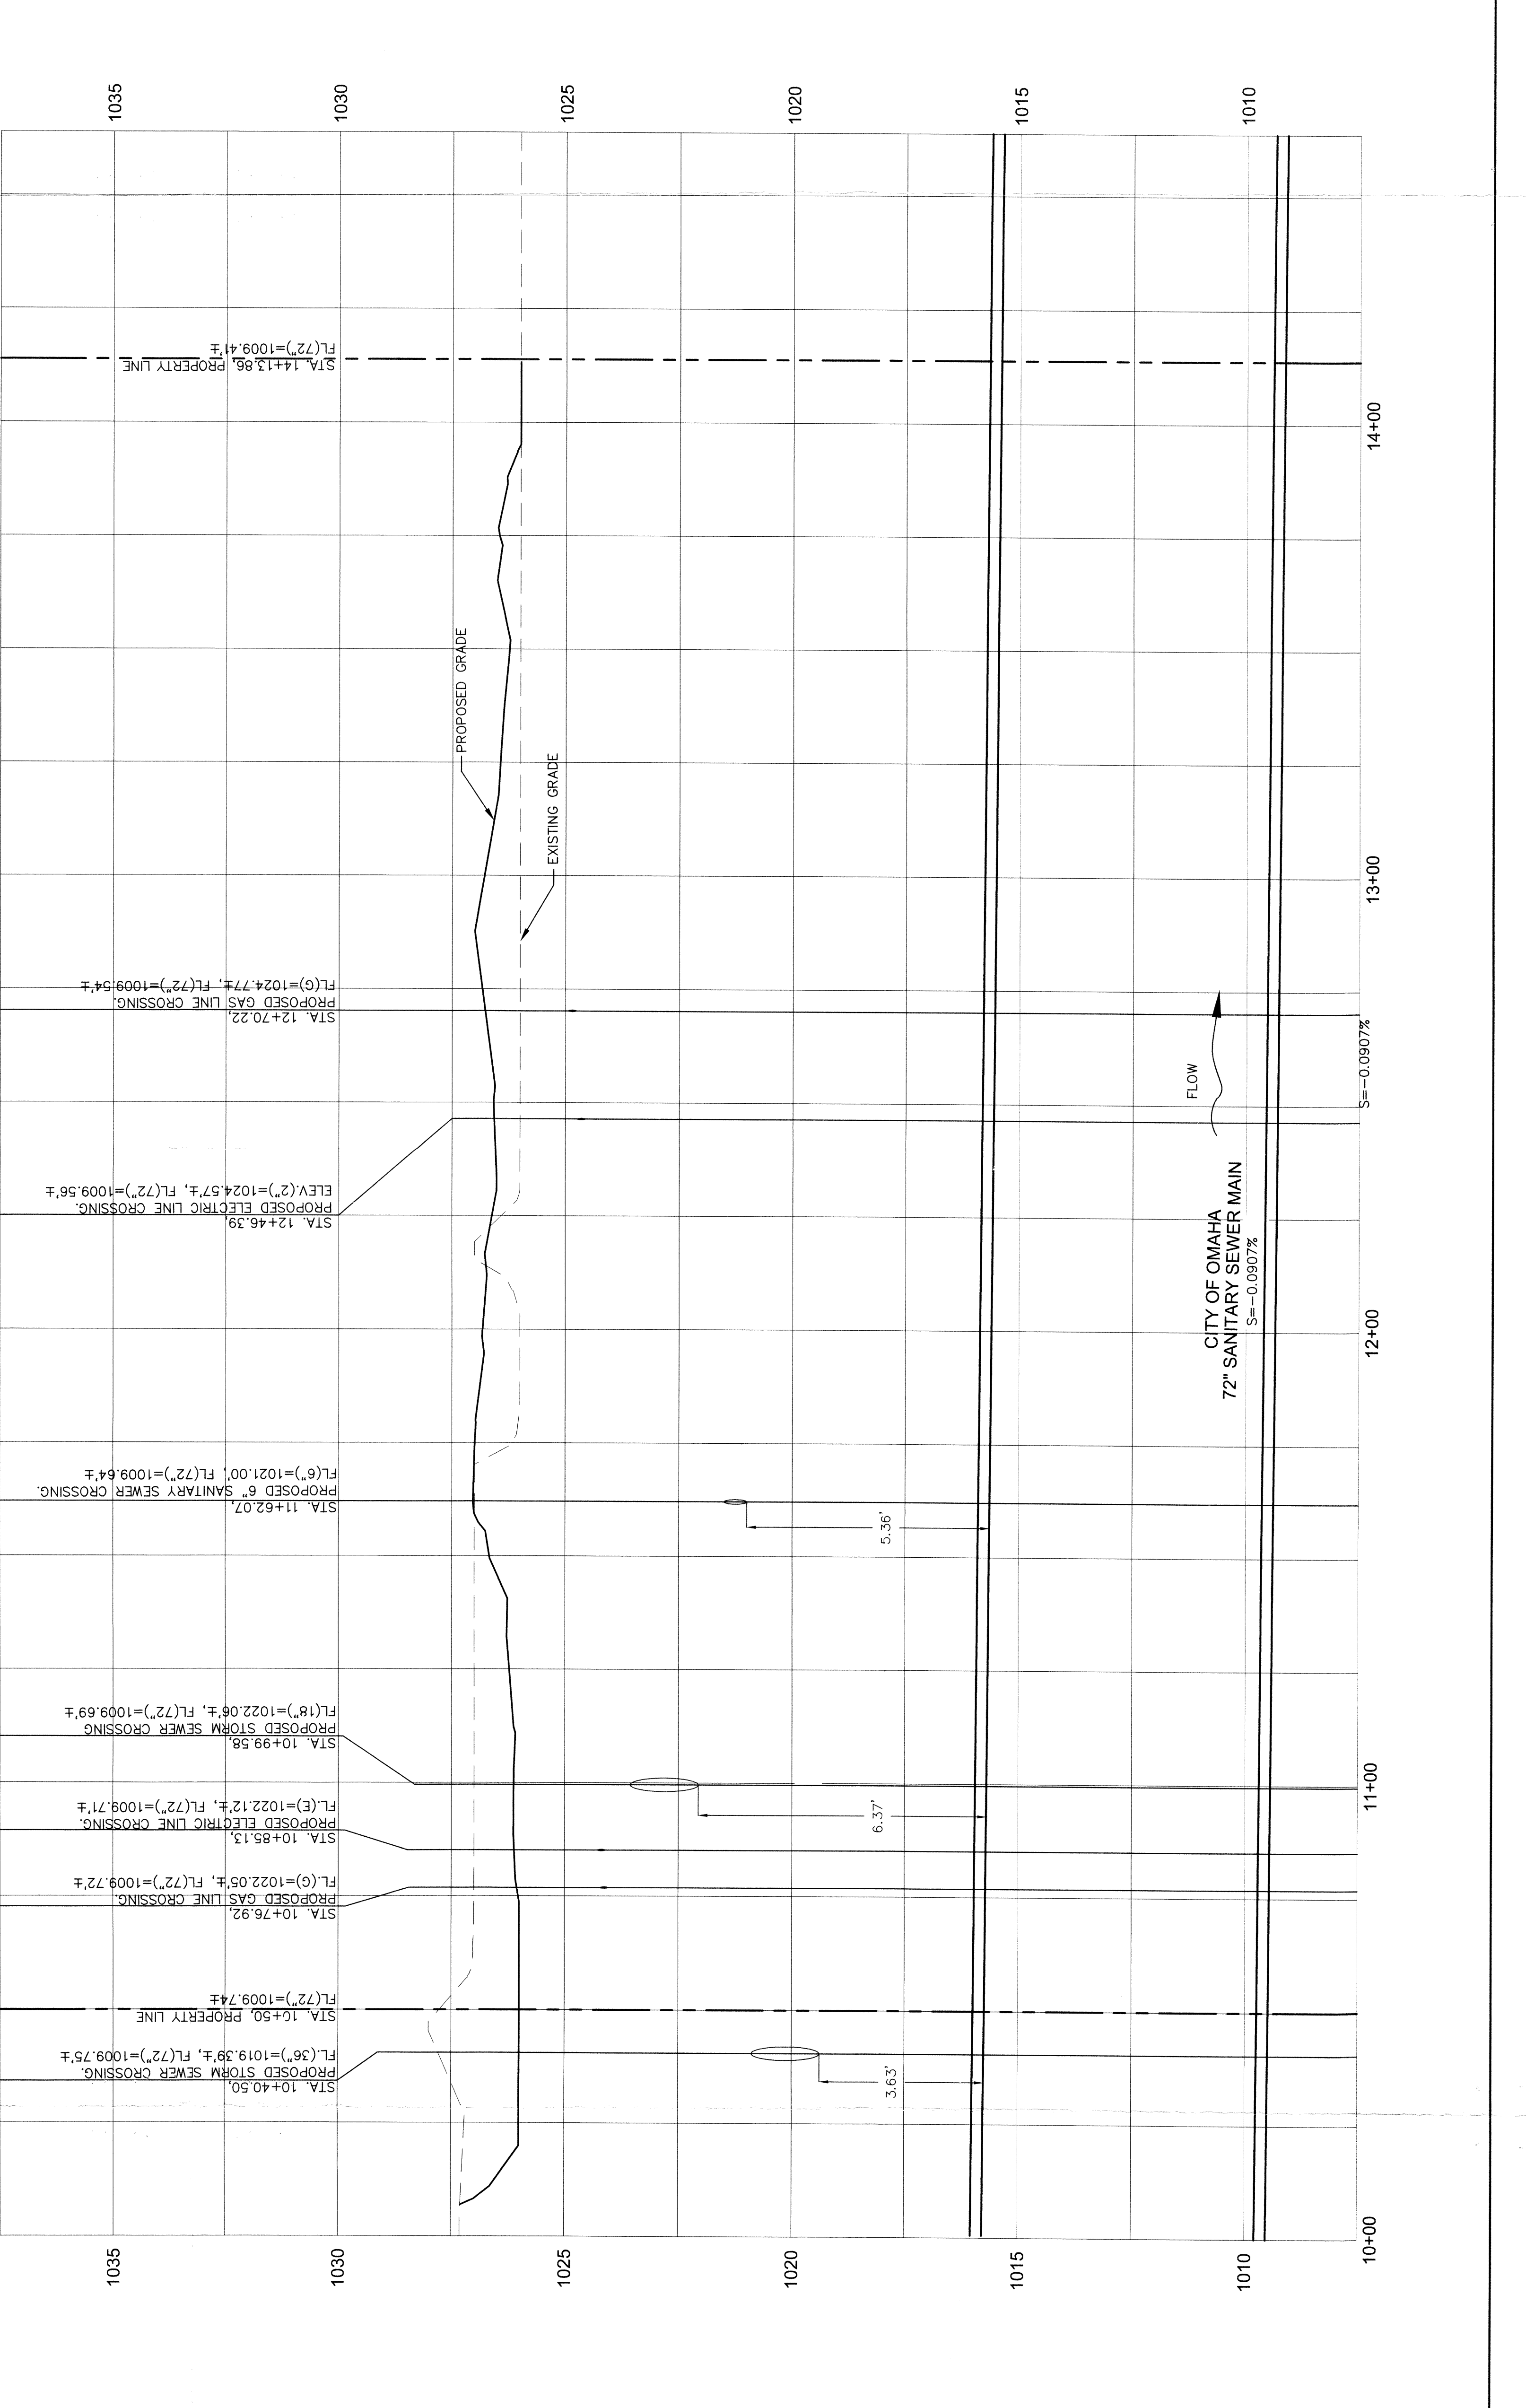 1035
1030
1025
1020
1015
1010
STA. 14+13.86, PROPERTY LINE
FL(72")=1009.41'±
STA. 12+70.22,
PROPOSED GAS LINE CROSSING.
FL(G)=1024.77±, FL(72")=1009.54'±
STA. 12+46.39,
PROPOSED ELECTRIC LINE CROSSING.
ELEV.(2")=1024.57'±, FL(72")=1009.56'±
STA. 11+62.07,
PROPOSED 6" SANITARY SEWER CROSSING.
FL(6")=1021.00', FL(72")=1009.64'±
STA. 10+99.58,
PROPOSED STORM SEWER CROSSING
FL(18")=1022.06'±, FL(72")=1009.69'±
STA. 10+85.13,
PROPOSED ELECTRIC LINE CROSSING.
FL.(E)=1022.12'±, FL(72")=1009.71'±
STA. 10+76.92,
PROPOSED GAS LINE CROSSING.
FL.(G)=1022.05'±, FL(72")=1009.72'±
STA. 10+50, PROPERTY LINE
FL(72")=1009.74±
STA. 10+40.50,
PROPOSED STORM SEWER CROSSING.
FL.(36")=1019.39'±, FL(72")=1009.75'±
PROPOSED GRADE
EXISTING GRADE
5.36'
6.37'
3.63'
FLOW
CITY OF OMAHA
72" SANITARY SEWER MAIN
S=-0.0907%
S=-0.0907%
1035
1030
1025
1020
1015
1010
10+00
11+00
12+00
13+00
14+00